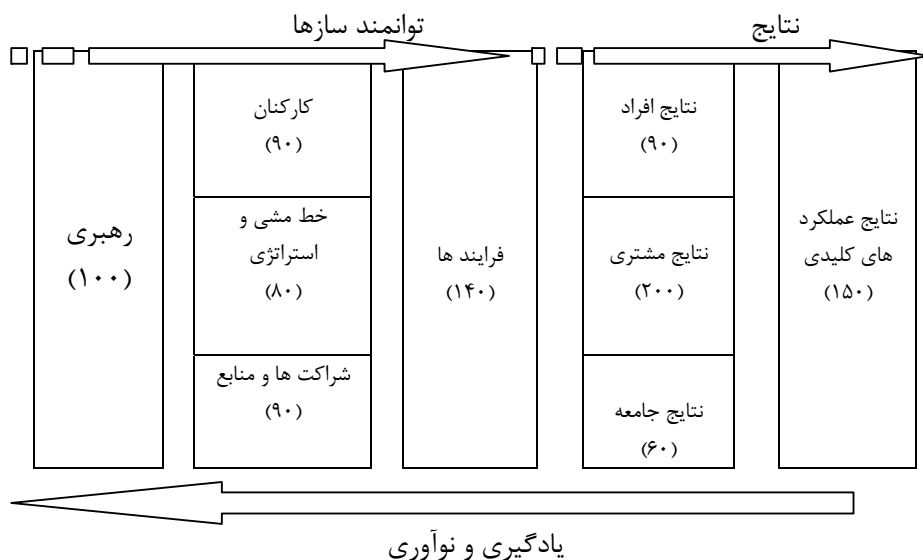 توانمند سازها
نتایج
رهبری
(۱۰۰)
کارکنان
(۹۰)
خط مشی و
استراتژی
(۸۰)
شراکت ها و منابع
(۹۰)
فرایند ها
(۱۴۰)
نتایج افراد
(۹۰)
نتایج مشتری
(۲۰۰)
نتایج جامعه
(۶۰)
نتایج عملکرد
های کلیدی
(۱۵۰)
یادگیری و نوآوری